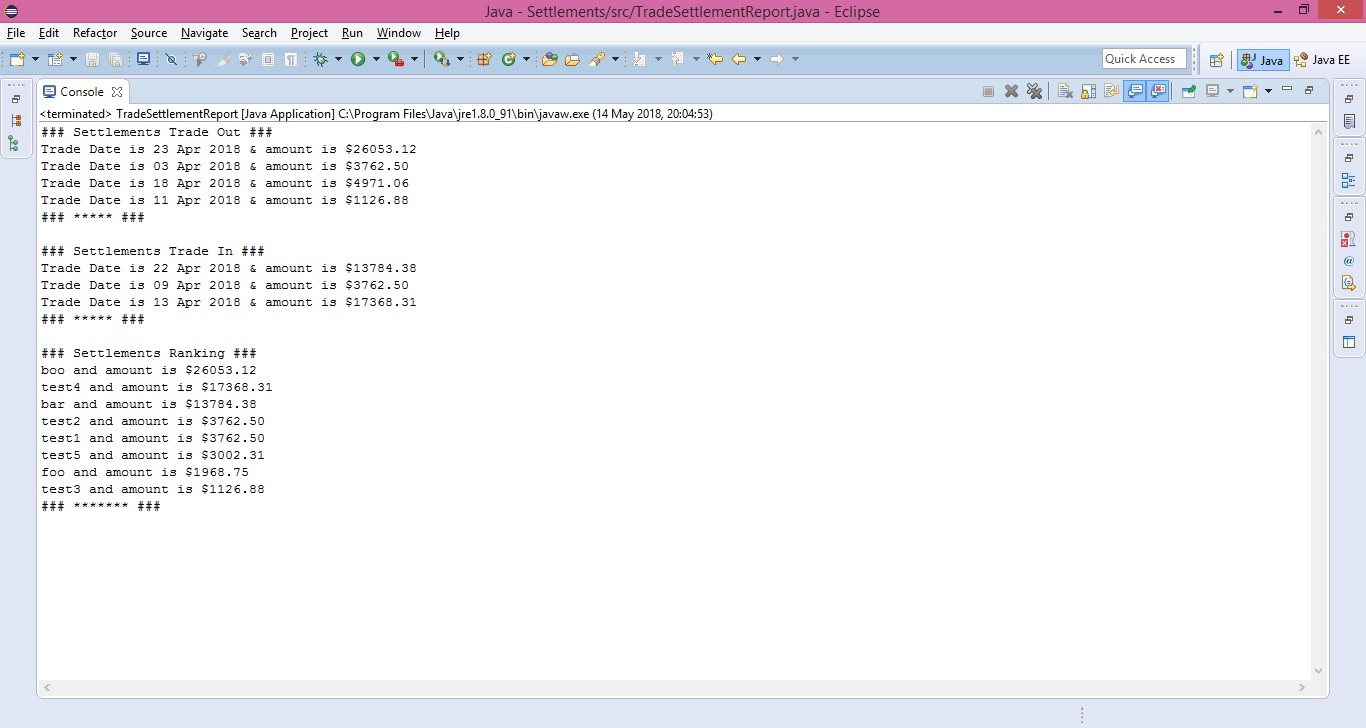 Java - Settlements/src/TradeSettlementReport.java - Eclipse
File Edit Refactor Source Navigate Search Project Run Window Help
Quick Access
Java
Java EE
Console
<terminated> TradeSettlementReport [Java Application] C:\Program Files\Java\jre1.8.0_91\bin\javaw.exe (14 May 2018, 20:04:53)
### Settlements Trade Out ###
Trade Date is 23 Apr 2018 & amount is $26053.12
Trade Date is 03 Apr 2018 & amount is $3762.50
Trade Date is 18 Apr 2018 & amount is $4971.06
Trade Date is 11 Apr 2018 & amount is $1126.88
### ***** ###
### Settlements Trade In ###
Trade Date is 22 Apr 2018 & amount is $13784.38
Trade Date is 09 Apr 2018 & amount is $3762.50
Trade Date is 13 Apr 2018 & amount is $17368.31
### ***** ###
### Settlements Ranking ###
boo and amount is $26053.12
test4 and amount is $17368.31
bar and amount is $13784.38
test2 and amount is $3762.50
test1 and amount is $3762.50
test5 and amount is $3002.31
foo and amount is $1968.75
test3 and amount is $1126.88
### ******* ###